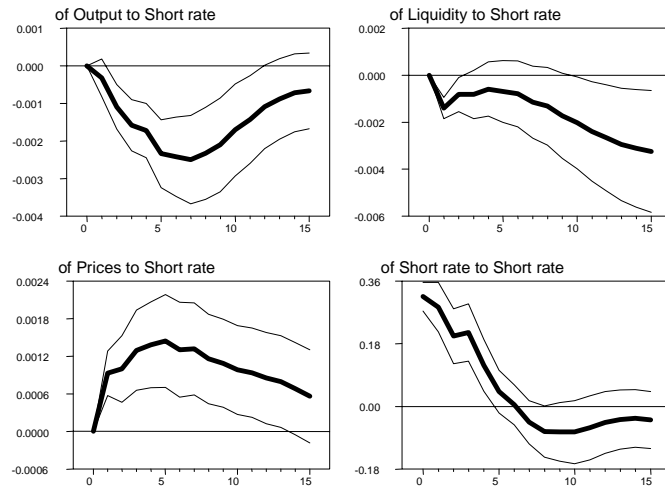 of Output to Short rate
0.001
0.000
-0.001
-0.002
-0.003
-0.004
0 5 10 15
of Liquidity to Short rate
0.002
0.000
-0.002
-0.004
-0.006
0 5 10 15
of Prices to Short rate
0.0024
0.0018
0.0012
0.0006
0.0000
-0.0006
0 5 10 15
of Short rate to Short rate
0.36
0.18
0.00
-0.18
0 5 10 15